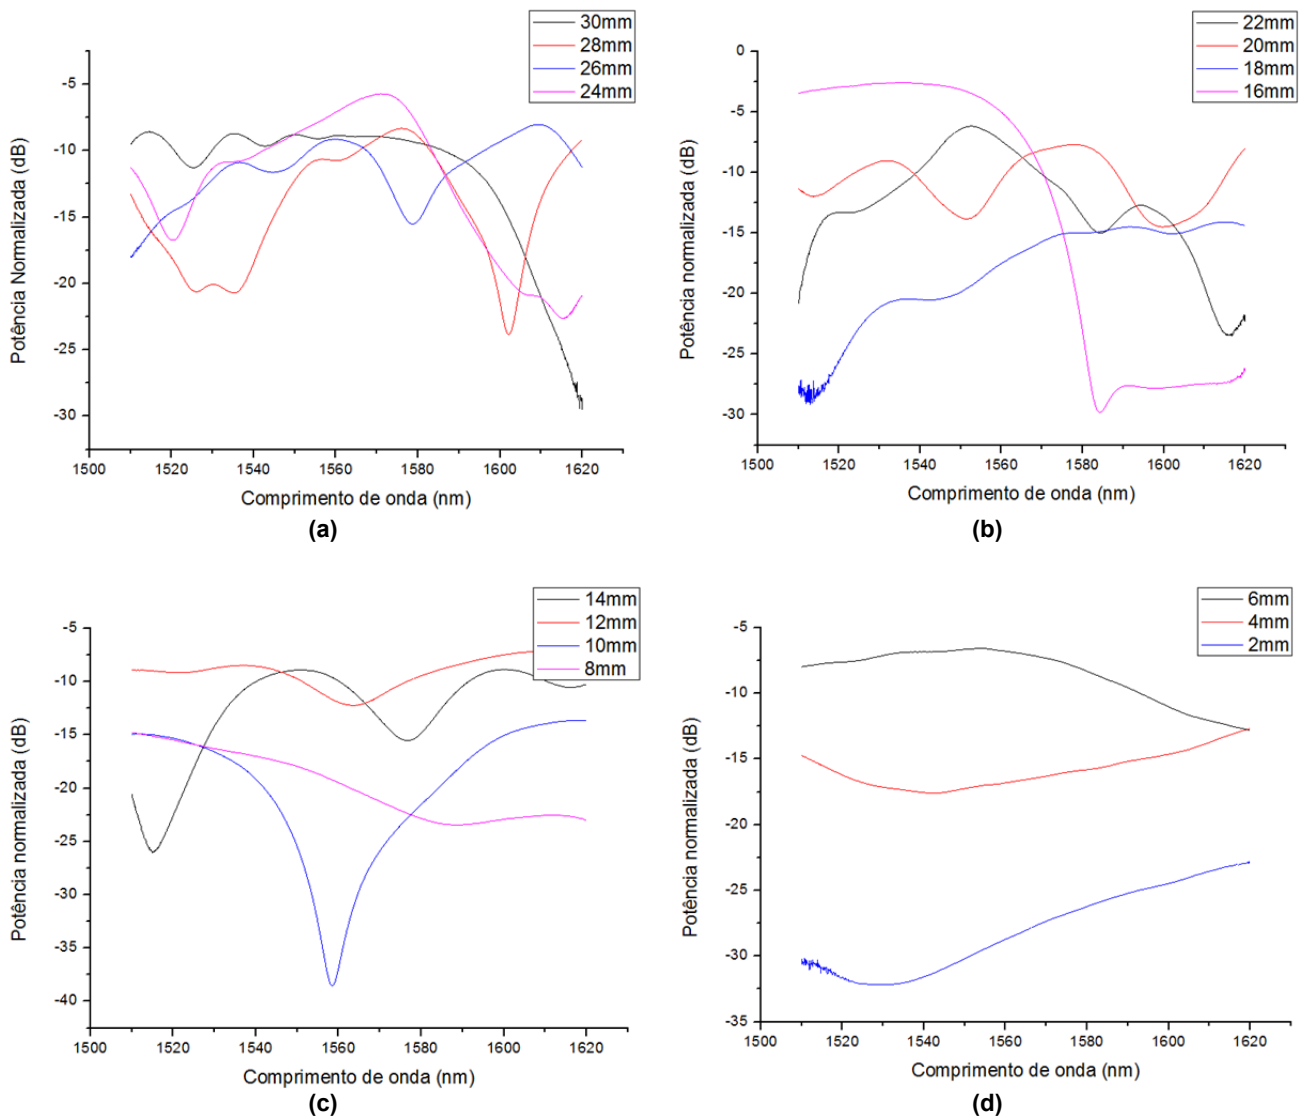 30mm
28mm
26mm
24mm
-5
-10
-15
-20
-25
-30
Potência Normalizada (dB)
1500 1520 1540 1560 1580 1600 1620
Comprimento de onda (nm)
(a)
22mm
20mm
18mm
16mm
0
-5
-10
-15
-20
-25
-30
Potência normalizada (dB)
1500 1520 1540 1560 1580 1600 1620
Comprimento de onda (nm)
(b)
14mm
12mm
10mm
8mm
-5
-10
-15
-20
-25
-30
-35
-40
Potência normalizada (dB)
1500 1520 1540 1560 1580 1600 1620
Comprimento de onda (nm)
(c)
6mm
4mm
2mm
-5
-10
-15
-20
-25
-30
-35
Potência normalizada (dB)
1500 1520 1540 1560 1580 1600 1620
Comprimento de onda (nm)
(d)